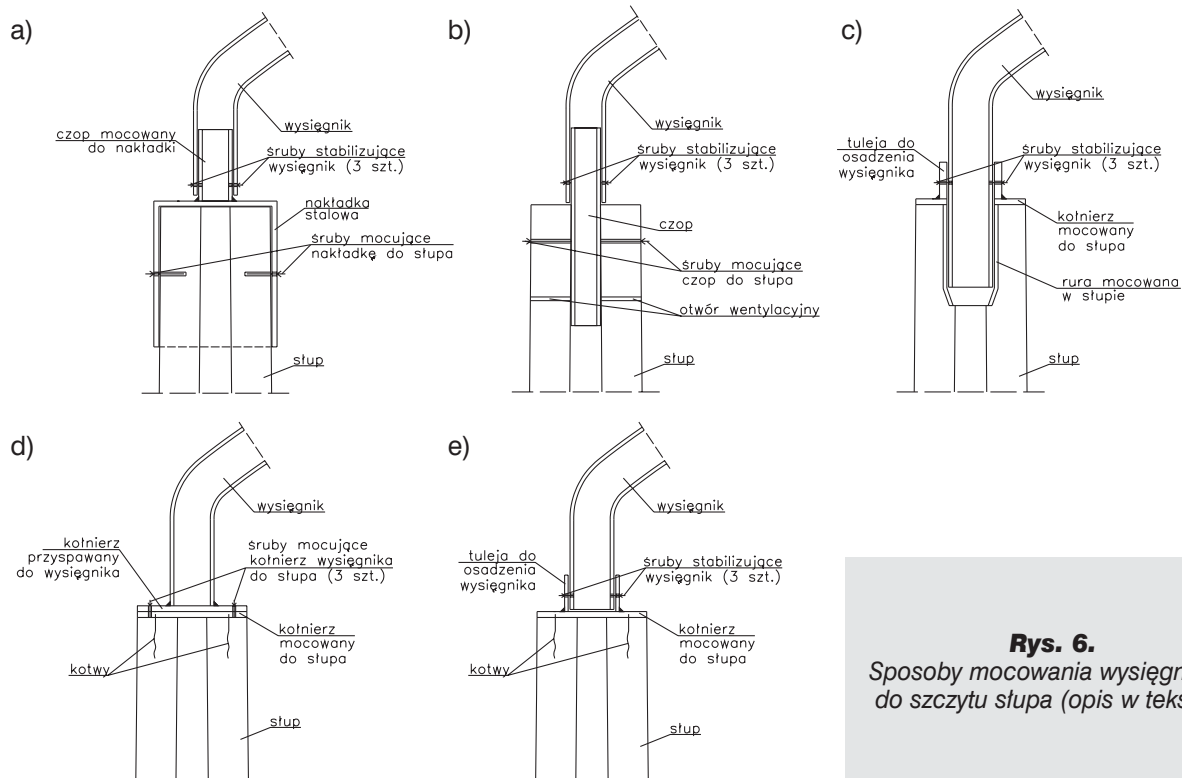 a)
wysięgnik
czop mocowany
do nakładki
śruby stabilizujące
wysięgnik (3 szt.)
nakładka
stalowa
śruby mocujące
nakładkę do słupa
słup
b)
wysięgnik
śruby stabilizujące
wysięgnik (3 szt.)
czop
śruby mocujące
czop do słupa
otwór wentylacyjny
słup
c)
wysięgnik
tuleja do
osadzenia
wysięgnika
śruby stabilizujące
wysięgnik (3 szt.)
kołnierz
mocowany
do słupa
rura mocowana
w słupie
słup
d)
wysięgnik
kołnierz
przyspawany
do wysięgnika
śruby mocujące
kołnierz wysięgnika
do słupa (3 szt.)
kołnierz
mocowany
do słupa
kotwy
słup
e)
wysięgnik
tuleja do
osadzenia
wysięgnika
śruby stabilizujące
wysięgnik (3 szt.)
kołnierz
mocowany
do słupa
kotwy
słup
Rys. 6.
Sposoby mocowania
do szczytu słupa (opis w